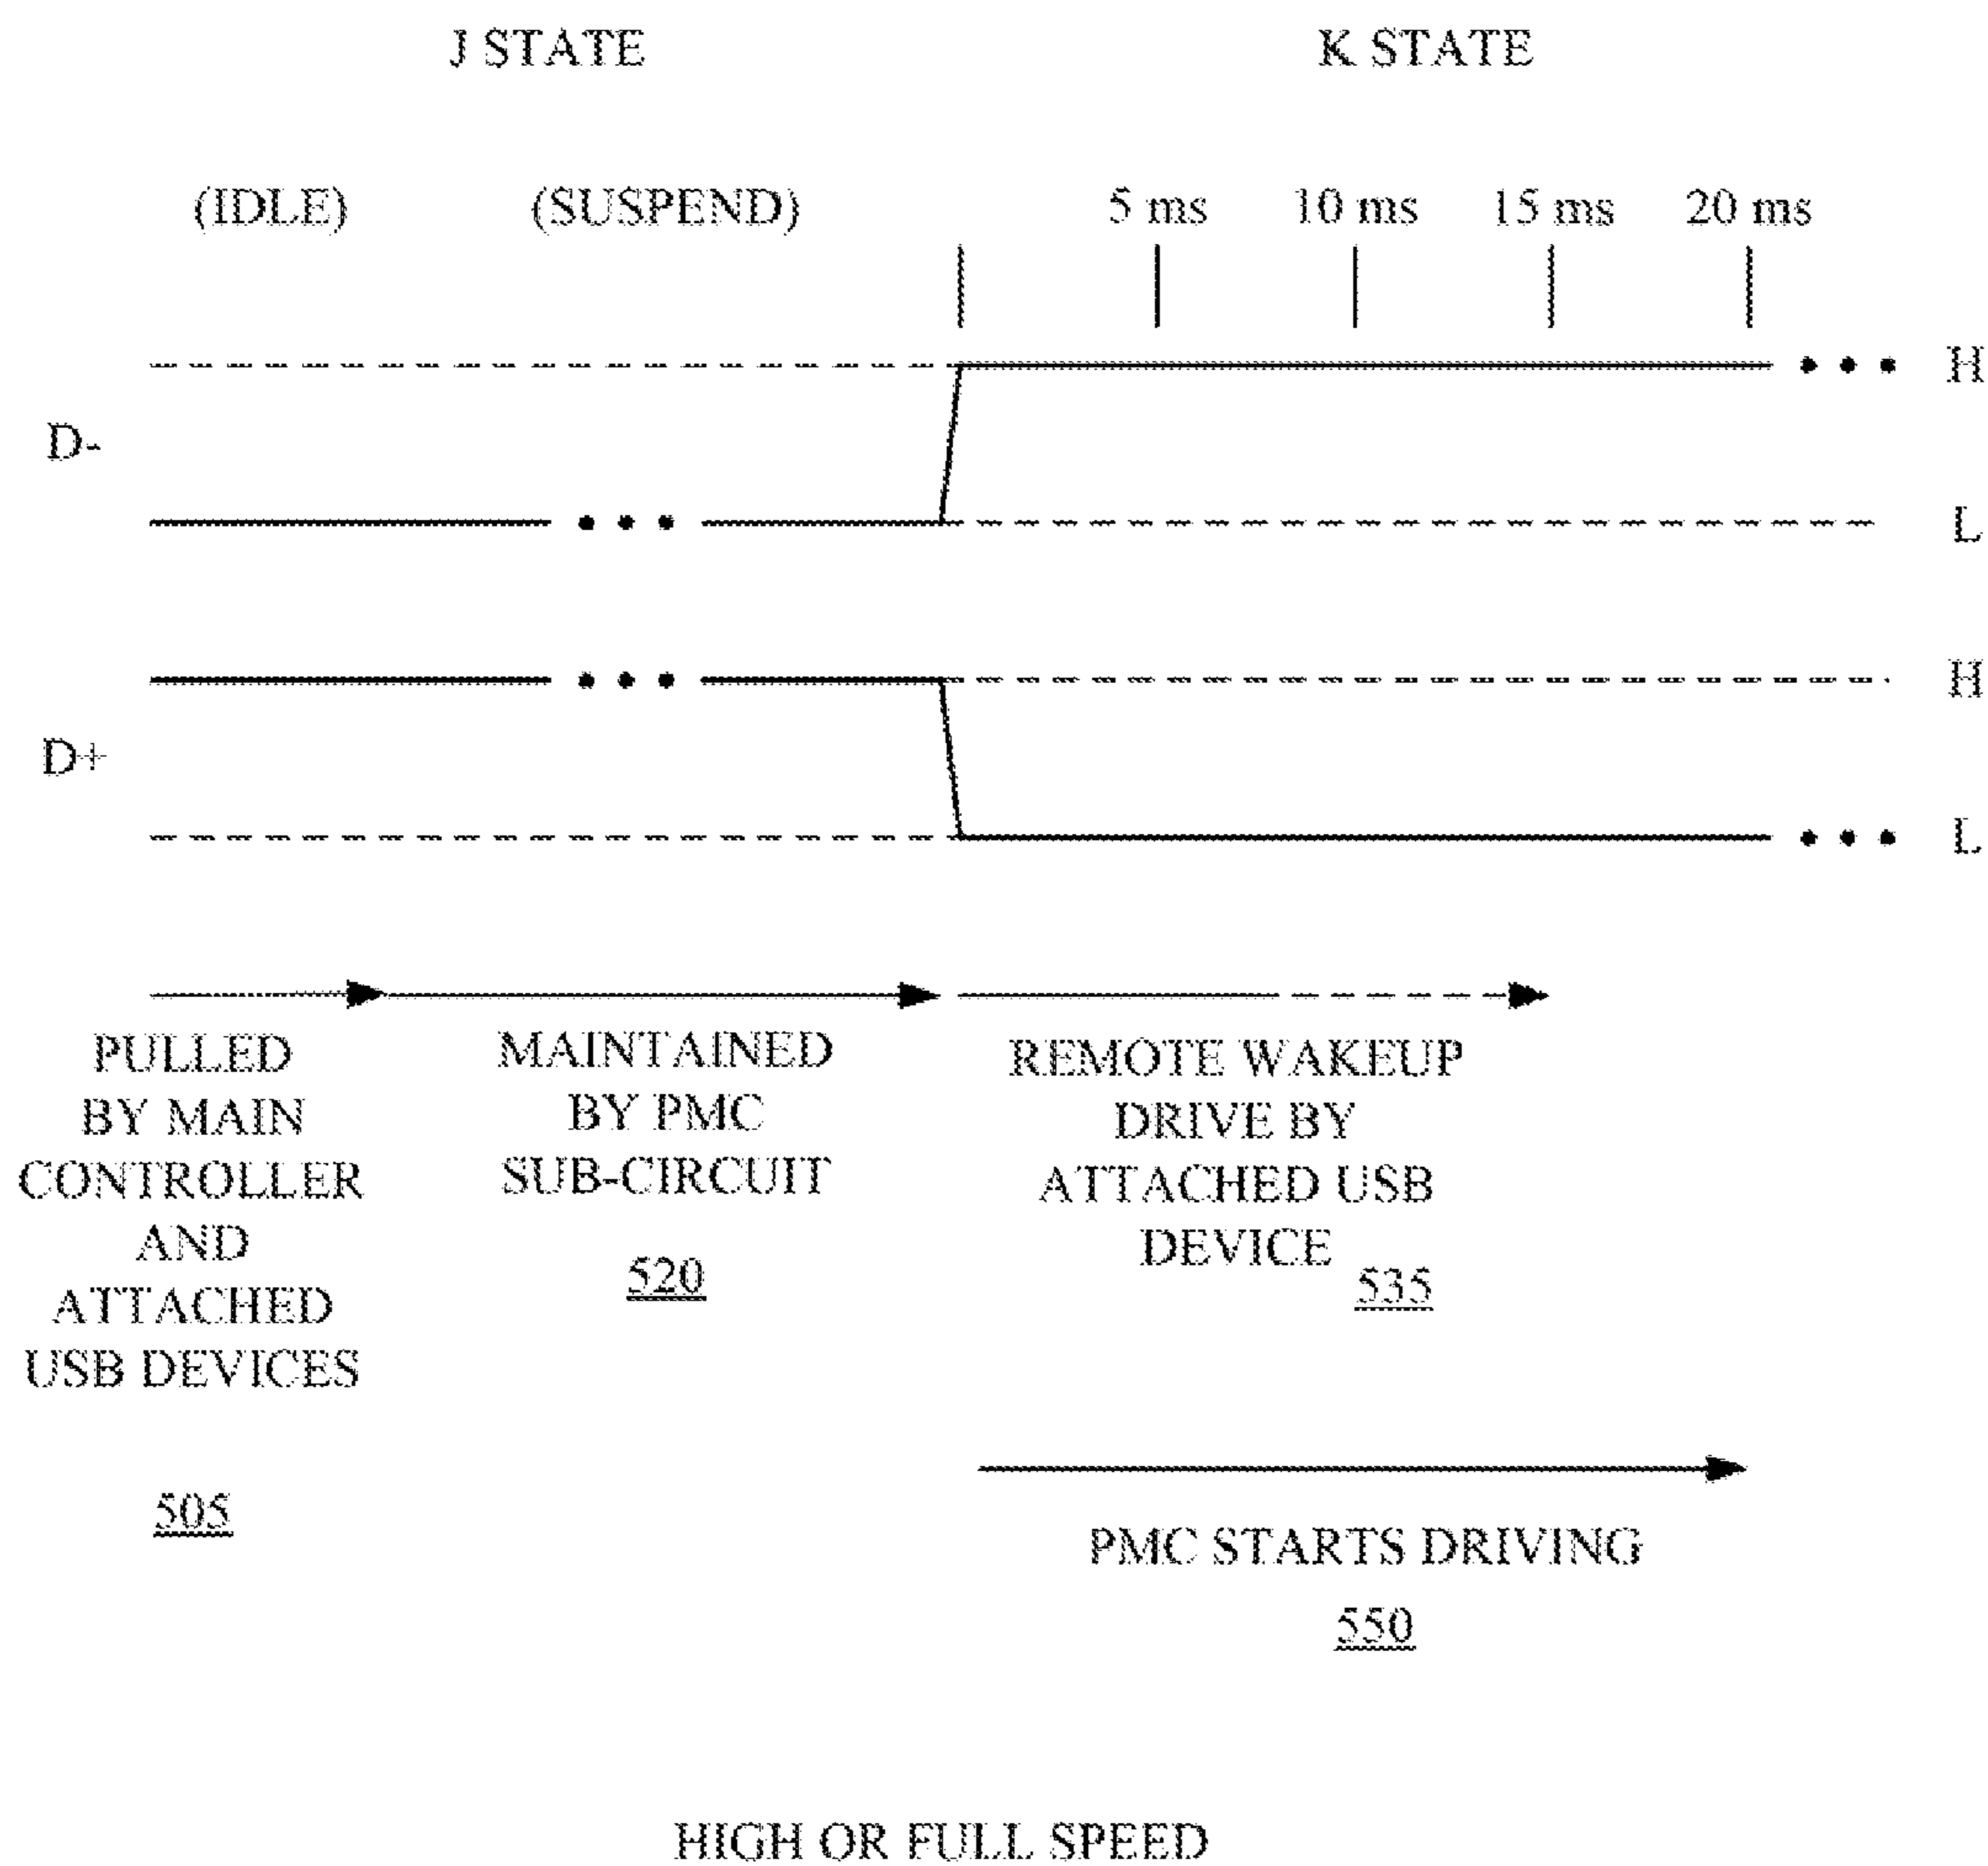 J STATE
K STATE
(IDLE)
(SUSPEND)
5 ms
10 ms
15 ms
20 ms
H
D-
L
H
D+
L
PULLED
BY MAIN
CONTROLLER
AND
ATTACHED
USB DEVICES
505
MAINTAINED
BY PMC
SUB-CIRCUIT
520
REMOTE WAKEUP
DRIVE BY
ATTACHED USB
DEVICE
535
PMC STARTS DRIVING
550
HIGH OR FULL SPEED